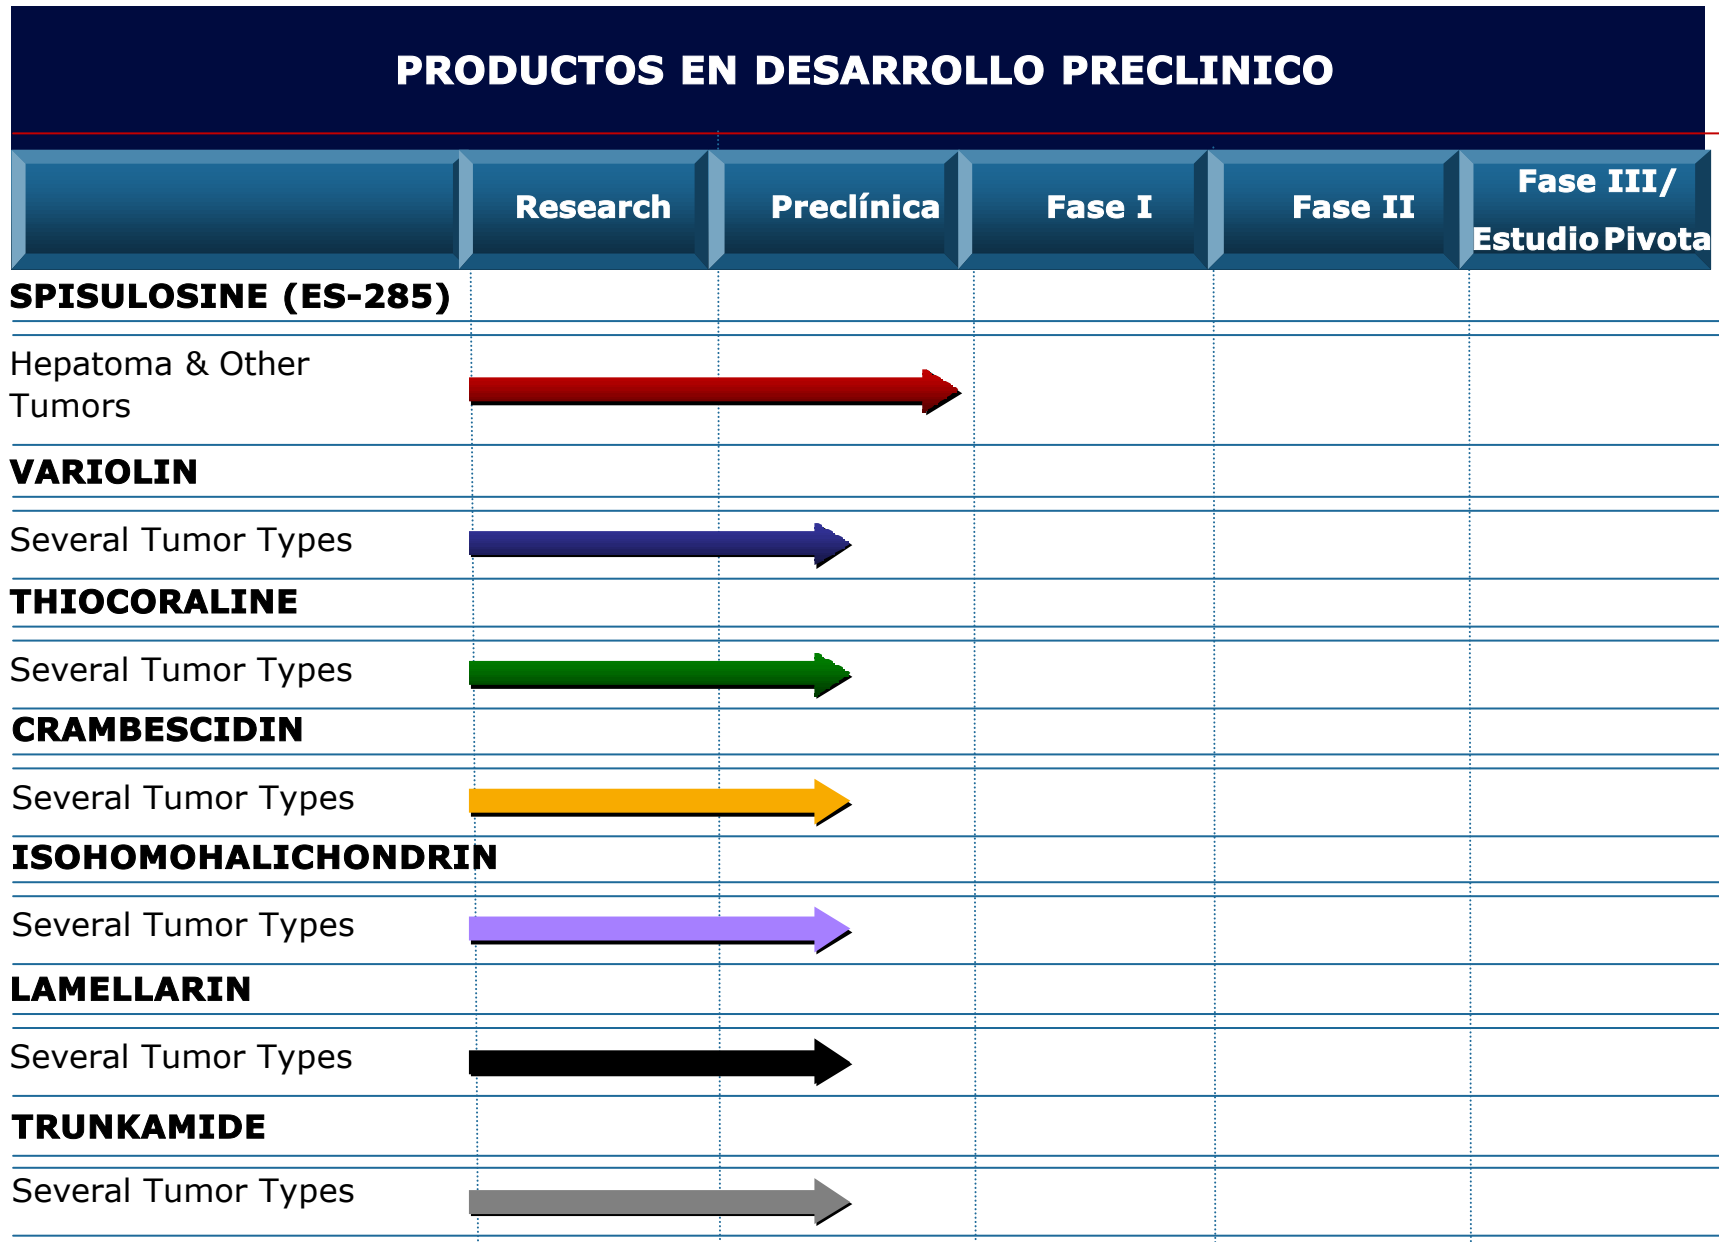 PRODUCTOS EN DESARROLLO PRECLINICO
Research
Preclínica
Fase I
Fase II
Fase III/
Estudio Pivota
SPISULOSINE (ES-285)
Hepatoma & Other
Tumors
VARIOLIN
Several Tumor Types
THIOCORALINE
Several Tumor Types
CRAMBESCIDIN
Several Tumor Types
ISOHOMOHALICHONDRIN
Several Tumor Types
LAMELLARIN
Several Tumor Types
TRUNKAMIDE
Several Tumor Types